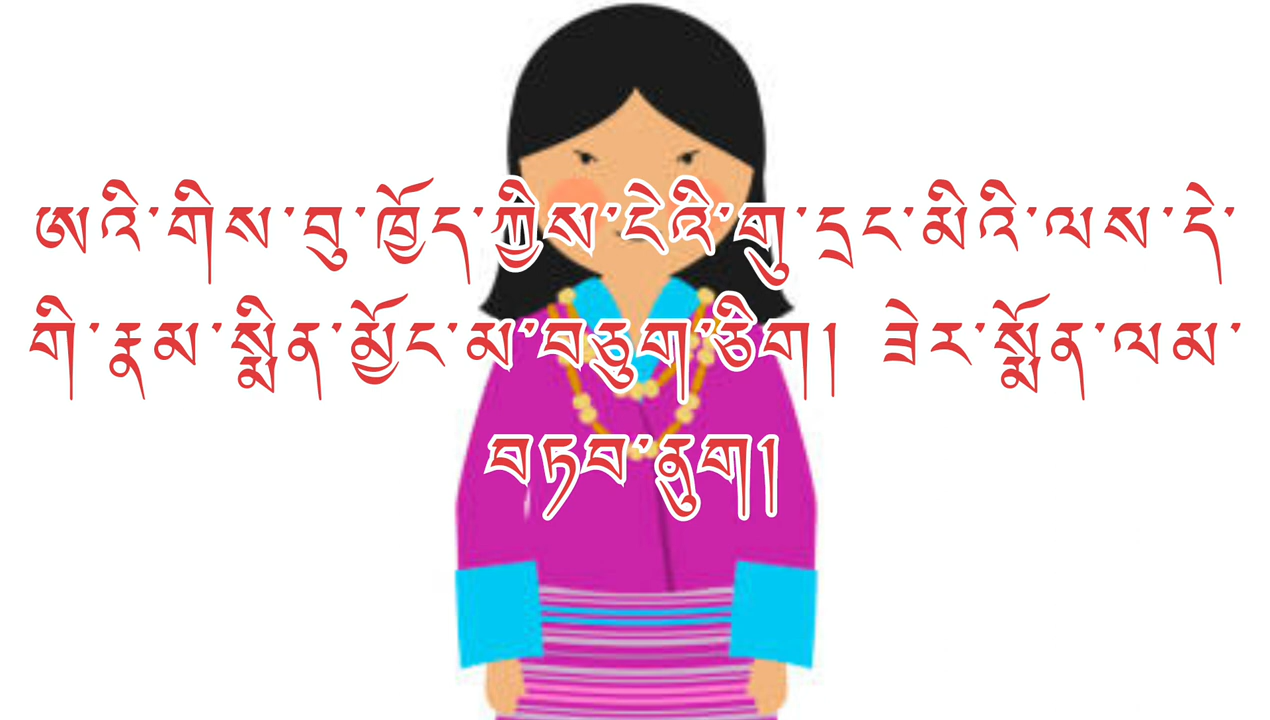 ཨའི་གིས་བུ་ཁྱོད་ཀྱིས་ངེའི་གུ་དྲང་མིའི་ལས་དེ་
གི་རྣམ་སྨིན་མྱོང་མ་བཅུག་ཅིག། ཟེར་སྨོན་ལམ་
བཏབ་ནུག།